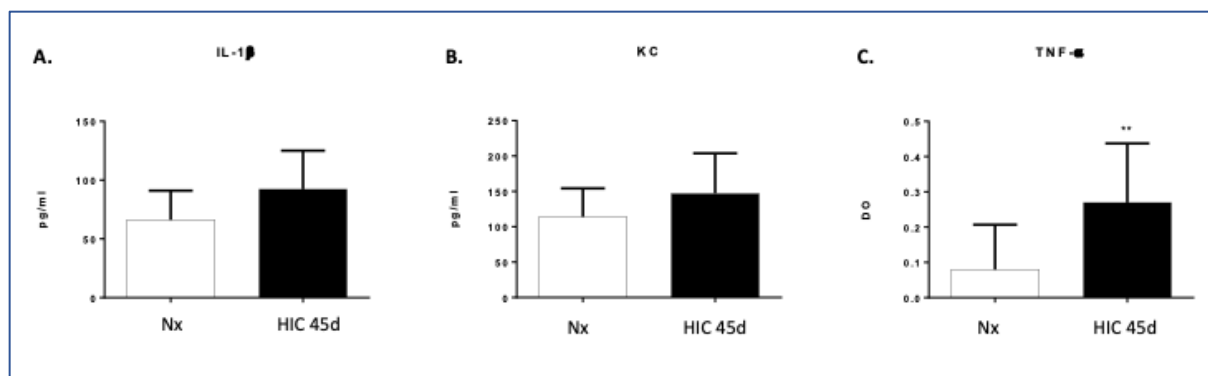 A. IL-1β
150
100
50
0
pg/ml
Nx HIC 45d
B. KC
250
200
150
100
50
0
pg/ml
Nx HIC 45d
C. TNF-α
0.5
0.4
0.3
0.2
0.1
0.0
DO
**
Nx HIC 45d